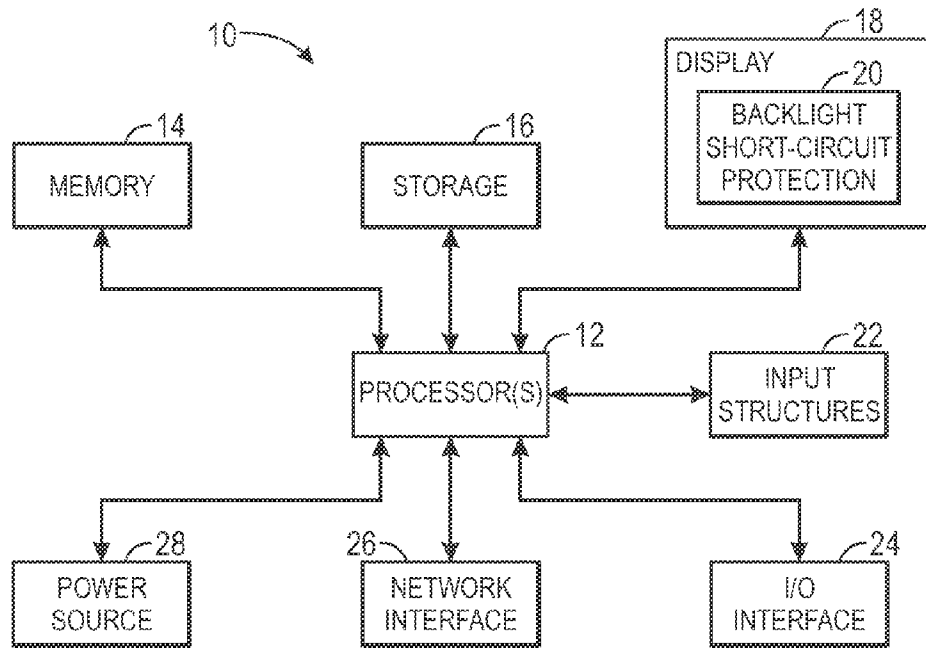 10
18
DISPLAY
20
BACKLIGHT
SHORT-CIRCUIT
PROTECTION
14
MEMORY
16
STORAGE
12
PROCESSOR(S)
22
INPUT
STRUCTURES
28
POWER
SOURCE
26
NETWORK
INTERFACE
24
I/O
INTERFACE